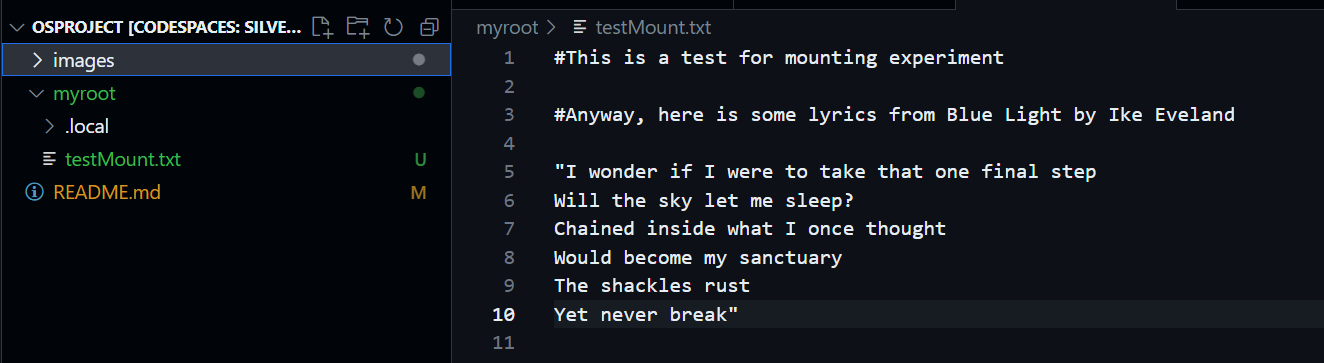 OSPROJECT [CODESPACES: SILVE...
images
myroot
.local
testMount.txt U
README.md M
myroot > testMount.txt
1 #This is a test for mounting experiment
2
3 #Anyway, here is some lyrics from Blue Light by Ike Eveland
4
5 "I wonder if I were to take that one final step
6 Will the sky let me sleep?
7 Chained inside what I once thought
8 Would become my sanctuary
9 The shackles rust
10 Yet never break"
11